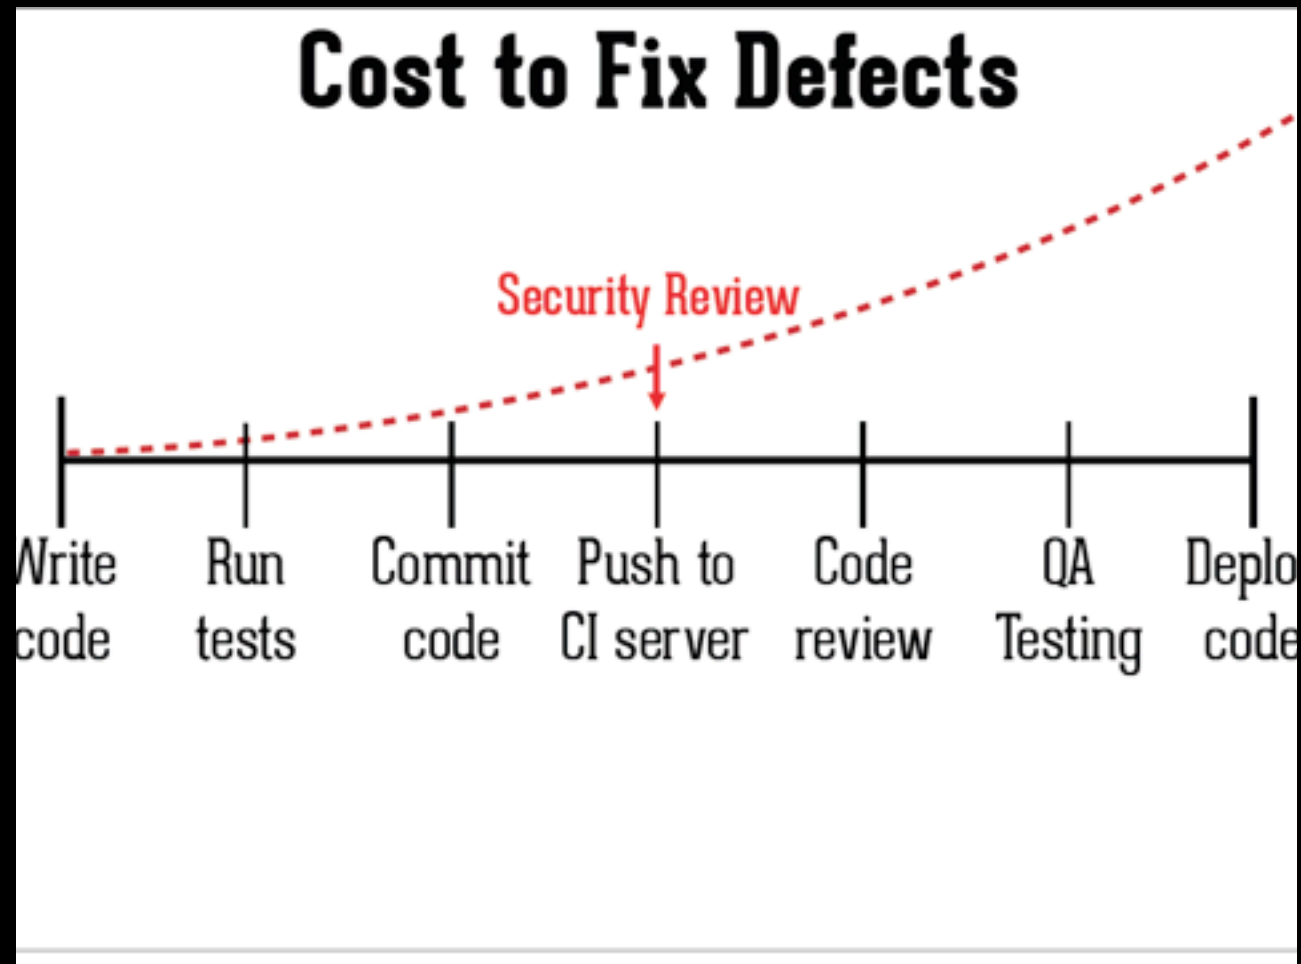 Cost to Fix Defects
Security Review
Write Run Commit Push to Code QA Deplo
code tests code CI server review Testing code